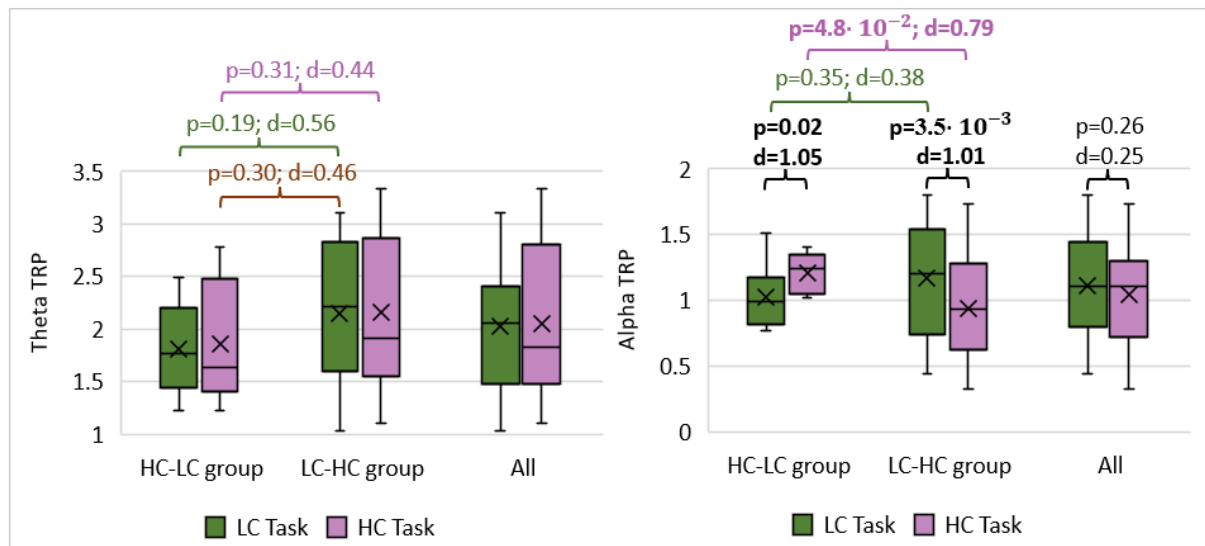 p=0.31; d=0.44
p=0.19; d=0.56
p=0.30; d=0.46
Theta TRP
3.5
3
2.5
2
1.5
1
HC-LC group LC-HC group All
LC Task HC Task
p=4.8· 10⁻²; d=0.79
p=0.35; d=0.38
p=0.02 p=3.5· 10⁻³ p=0.26
d=1.05 d=1.01 d=0.25
Alpha TRP
2
1.5
1
0.5
0
HC-LC group LC-HC group All
LC Task HC Task